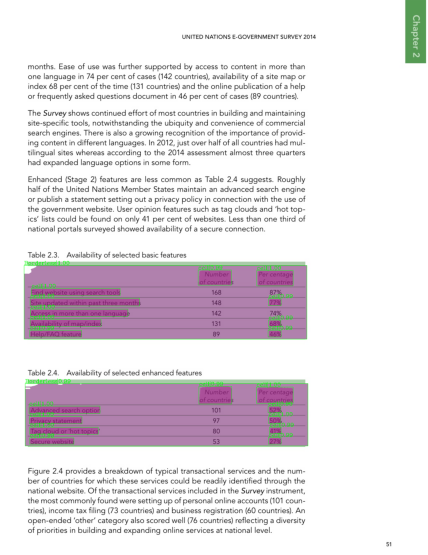 UNITED NATIONS E-GOVERNMENT SURVEY 2014
Chapter 2
months. Ease of use was further supported by access to content in more than
one language in 74 per cent of cases (142 countries), availability of a site map or
index 68 per cent of the time (131 countries) and the online publication of a help
or frequently asked questions document in 46 per cent of cases (89 countries).
The Survey shows continued effort of most countries in building and maintaining
site-specific tools, notwithstanding the ubiquity and convenience of commercial
search engines. There is also a growing recognition of the importance of provid-
ing content in different languages. In 2012, just over half of all countries had mul-
tilingual sites whereas according to the 2014 assessment almost three quarters
had expanded language options in some form.
Enhanced (Stage 2) features are less common as Table 2.4 suggests. Roughly
half of the United Nations Member States maintain an advanced search engine
or publish a statement setting out a privacy policy in connection with the use of
the government website. User opinion features such as tag clouds and 'hot top-
ics' lists could be found on only 41 per cent of websites. Less than one third of
national portals surveyed showed availability of a secure connection.
Table 2.3. Availability of selected basic features
Number of countries Per centage of countries
Find website using search tools 168 87%
Site updated within past three months 148 77%
Access in more than one language 142 74%
Availability of map/index 131 68%
Help/FAQ feature 89 46%
Table 2.4. Availability of selected enhanced features
Number of countries Per centage of countries
Advanced search option 101 52%
Privacy statement 97 50%
Tag cloud or 'hot topics' 80 41%
Secure website 53 27%
Figure 2.4 provides a breakdown of typical transactional services and the num-
ber of countries for which these services could be readily identified through the
national website. Of the transactional services included in the Survey instrument,
the most commonly found were setting up of personal online accounts (101 coun-
tries), income tax filing (73 countries) and business registration (60 countries). An
open-ended 'other' category also scored well (76 countries) reflecting a diversity
of priorities in building and expanding online services at national level.
51